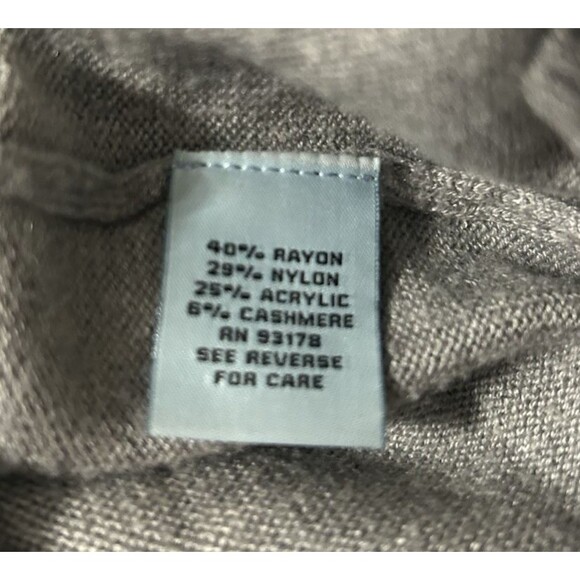 40% RAYON
29% NYLON
25% ACRYLIC
6% CASHMERE
RN 93178
SEE REVERSE
FOR CARE